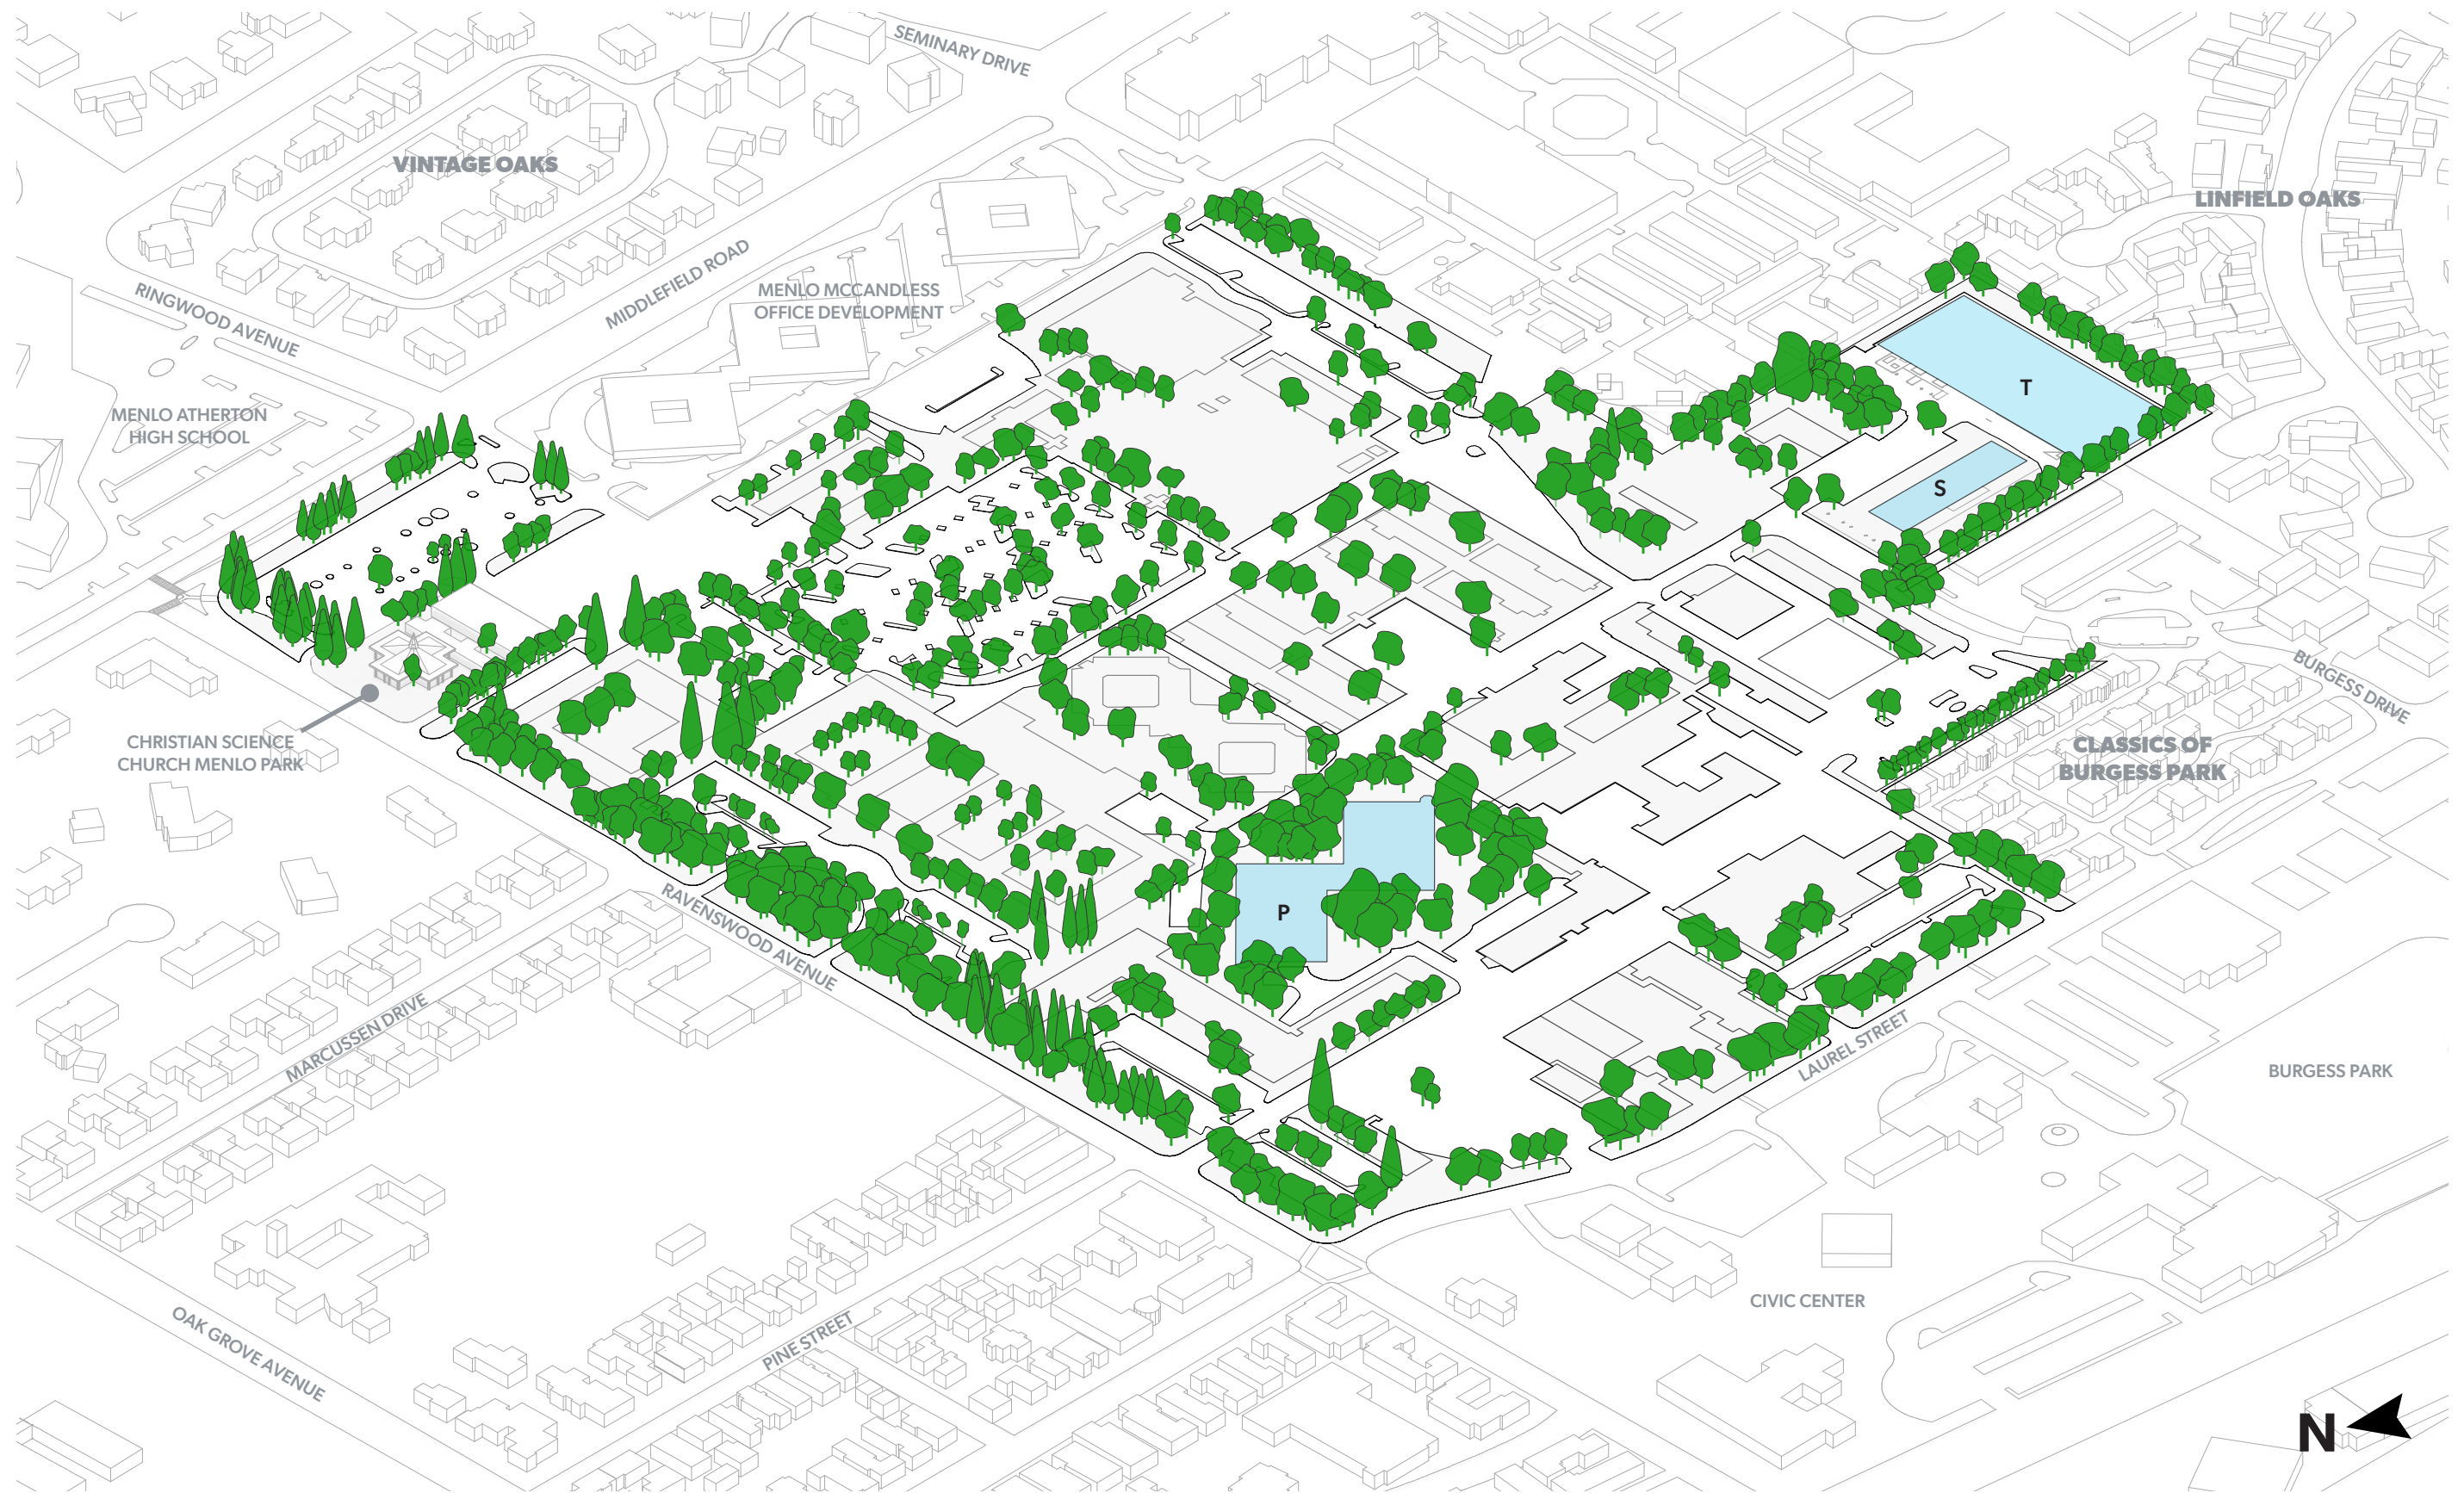 SEMINARY DRIVE
VINTAGE OAKS
LINFIELD OAKS
RINGWOOD AVENUE
MIDDLEFIELD ROAD
MENLO MCCANDLESS
OFFICE DEVELOPMENT
MENLO ATHERTON
HIGH SCHOOL
T
S
BURGESS DRIVE
CHRISTIAN SCIENCE
CHURCH MENLO PARK
CLASSICS OF
BURGESS PARK
P
RAVENSWOOD AVENUE
MARCUSSEN DRIVE
LAUREL STREET
BURGESS PARK
CIVIC CENTER
OAK GROVE AVENUE
PINE STREET
N